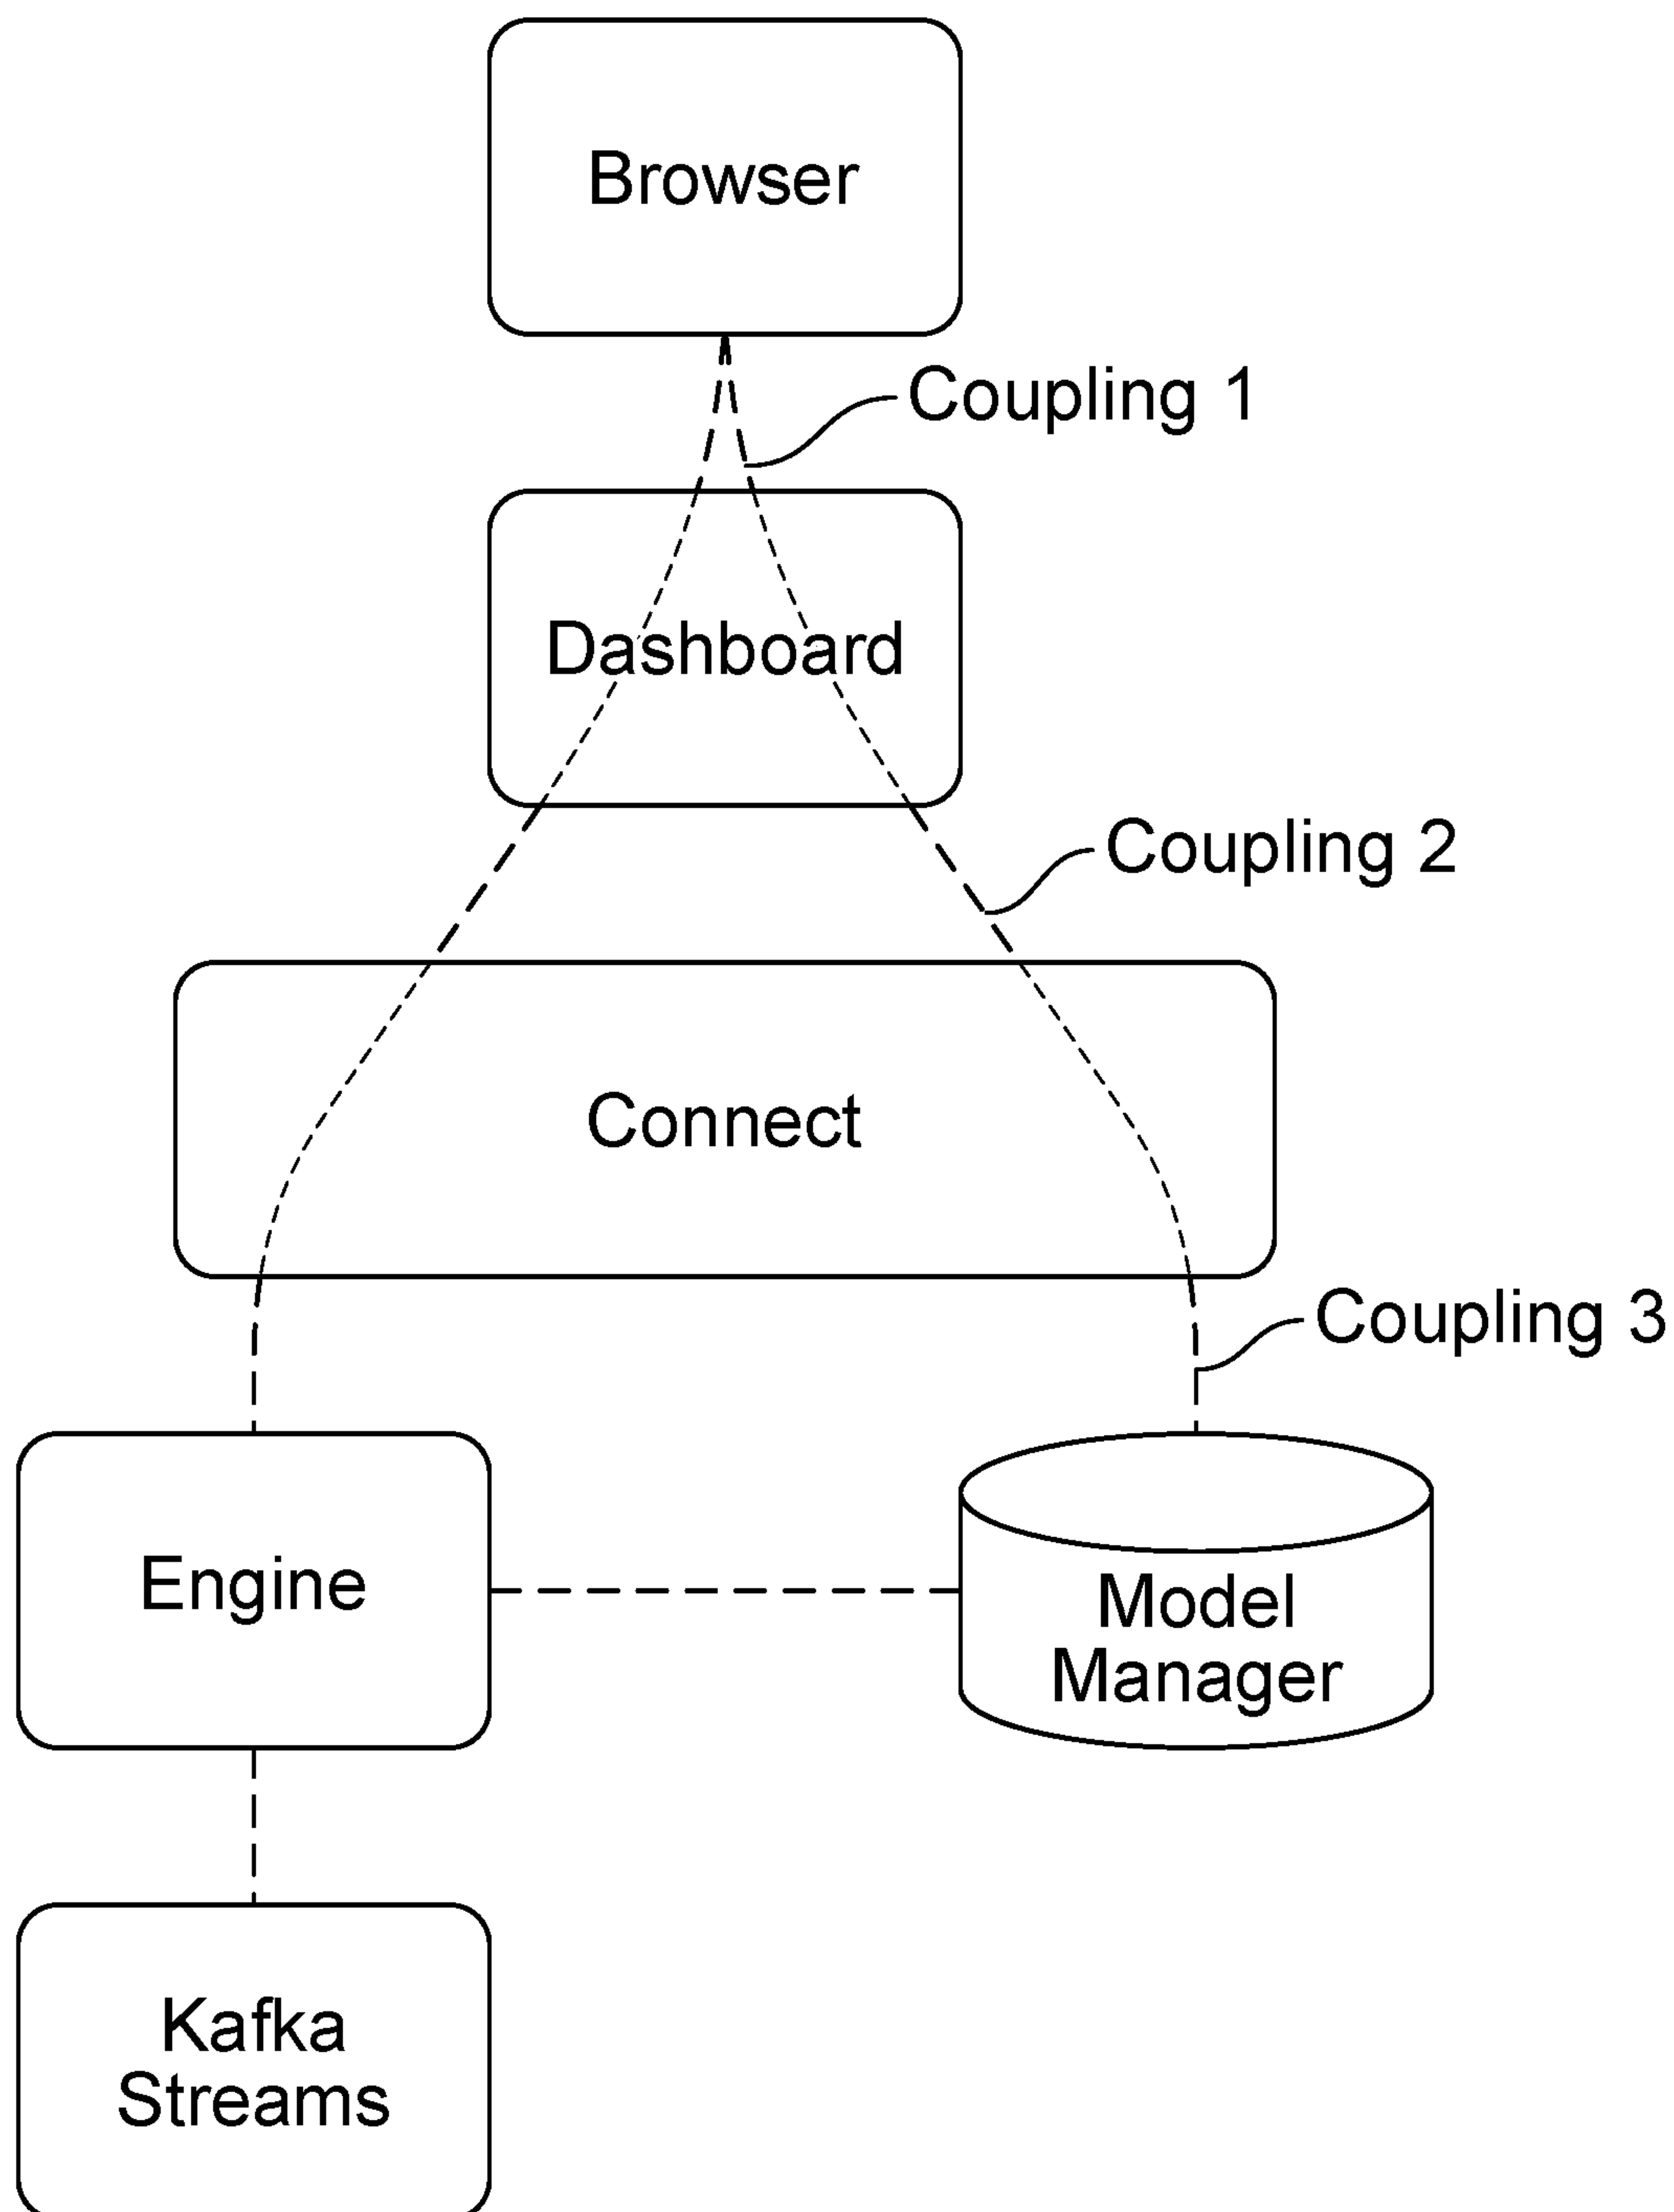 Browser
Coupling 1
Dashboard
Coupling 2
Connect
Coupling 3
Engine
Model
Manager
Kafka
Streams